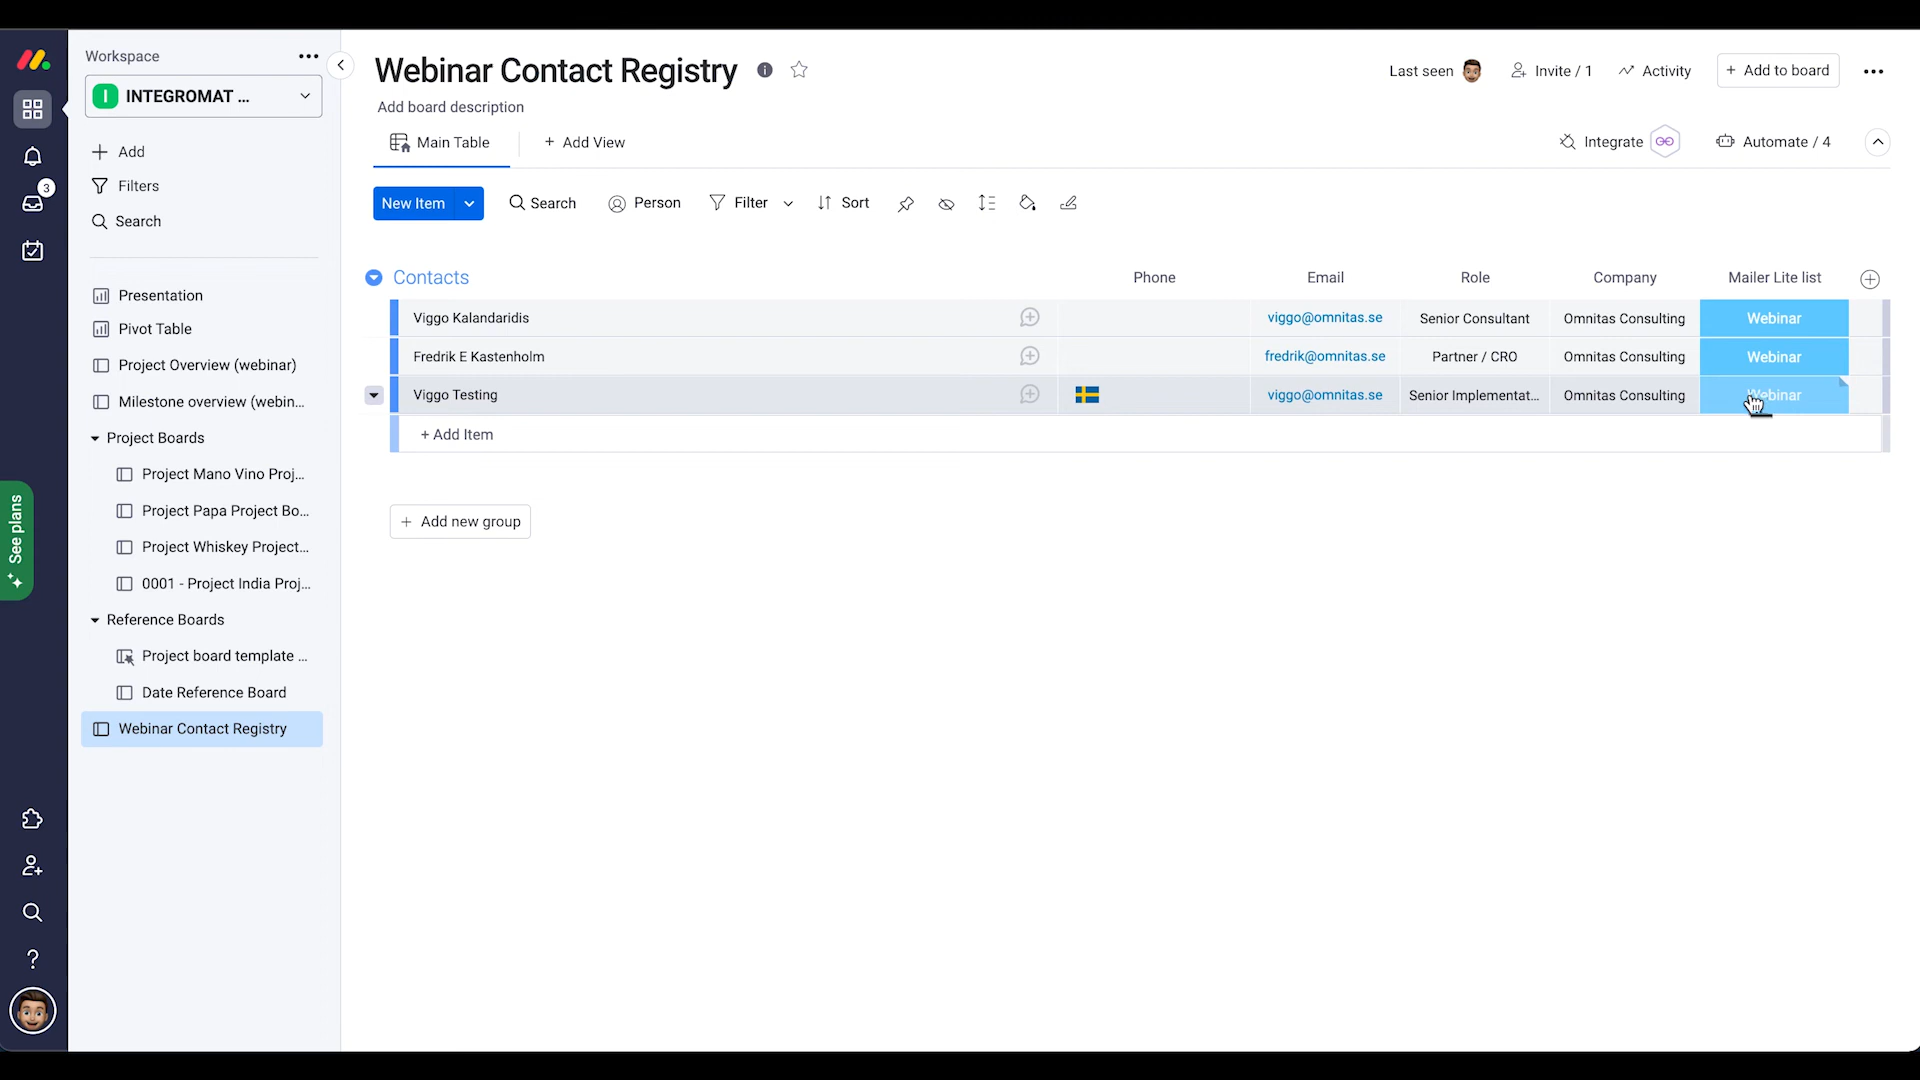 Workspace
I INTEGROMAT ...
Add
Filters
Search
Presentation
Pivot Table
Project Overview (webinar)
Milestone overview (webin...
Project Boards
Project Mano Vino Proj...
Project Papa Project Bo...
Project Whiskey Project...
0001 - Project India Proj...
Reference Boards
Project board template ...
Date Reference Board
Webinar Contact Registry
3
See plans
Webinar Contact Registry
Last seen
Invite / 1
Activity
+ Add to board
Add board description
Main Table
+ Add View
Integrate
Automate / 4
New Item
Search
Person
Filter
Sort
Contacts Phone Email Role Company Mailer Lite list
Viggo Kalandaridis viggo@omnitas.se Senior Consultant Omnitas Consulting Webinar
Fredrik E Kastenholm fredrik@omnitas.se Partner / CRO Omnitas Consulting Webinar
Viggo Testing viggo@omnitas.se Senior Implementat... Omnitas Consulting Webinar
+ Add Item
+ Add new group